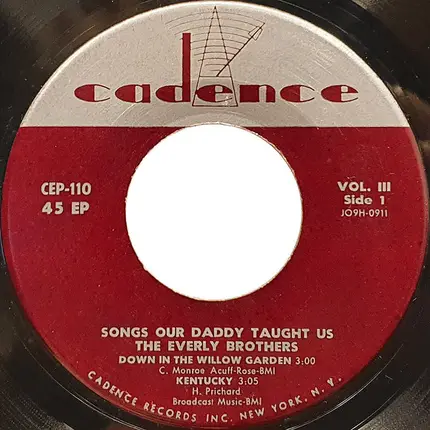 cadence
CEP-110
45 EP
VOL. III
Side 1
JO9H-0911
SONGS OUR DADDY TAUGHT US
THE EVERLY BROTHERS
DOWN IN THE WILLOW GARDEN 3:00
C. Monroe Acuff-Rose-BMI
KENTUCKY 3:05
H. Prichard
Broadcast Music-BMI
CADENCE RECORDS INC. NEW YORK, N.Y.